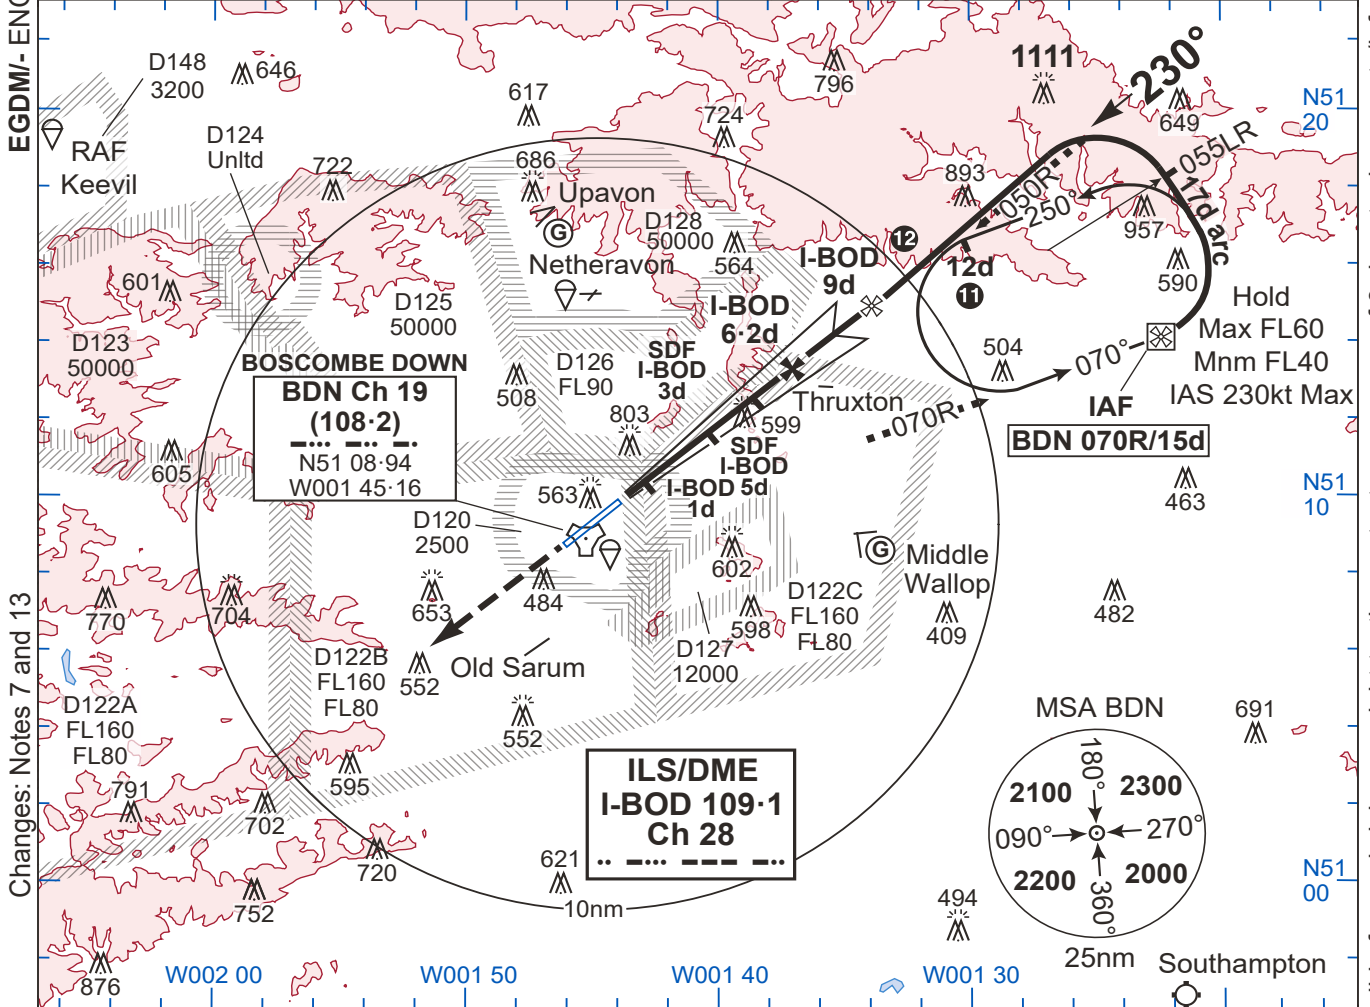 EGDM/- ENG
Changes: Notes 7 and 13
D148
3200
646
RAF
Keevil
D124
Unltd
722
617
686
Upavon
G
Netheravon
724
796
1111
230°
649
N51
20
055LR
17d arc
893
050R
250°
957
590
D128
50000
564
601
D125
50000
D123
50000
I-BOD
9d
12
12d
11
I-BOD
6·2d
SDF
I-BOD
3d
Hold
Max FL60
Mnm FL40
IAS 230kt Max
504
070°
070R
IAF
BDN 070R/15d
BOSCOMBE DOWN
BDN Ch 19
(108·2)
N51 08·94
W001 45·16
D126
FL90
508
803
Thruxton
599
SDF
I-BOD
5d
I-BOD
1d
605
563
463
N51
10
D120
2500
G
Middle
Wallop
602
484
653
704
770
598
D122C
FL160
FL80
409
482
D127
12000
Old Sarum
552
D122B
FL160
FL80
552
D122A
FL160
FL80
791
595
702
720
752
876
621
10nm
ILS/DME
I-BOD 109·1
Ch 28
MSA BDN
180°
2100
2300
090°
270°
2200
2000
360°
25nm
691
N51
00
494
Southampton
W002 00
W001 50
W001 40
W001 30